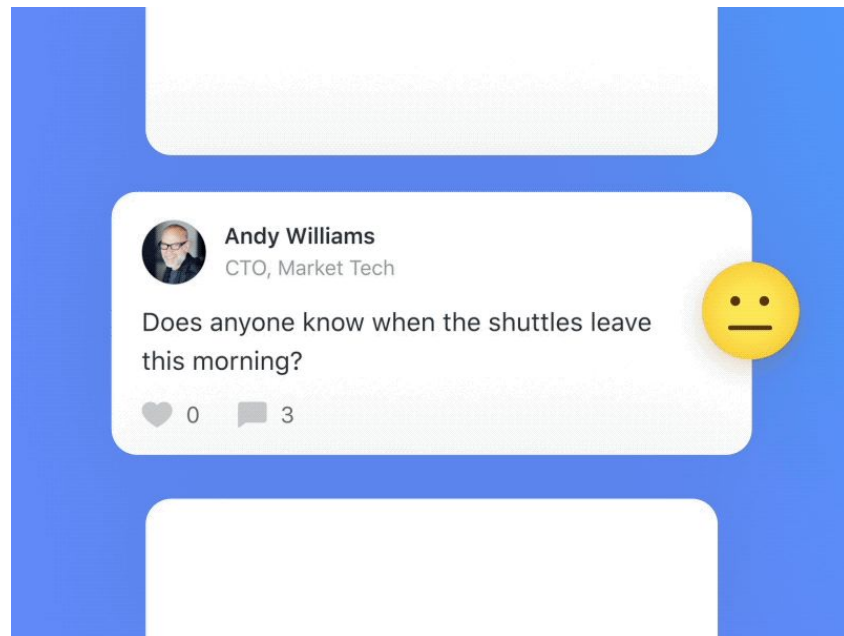 Andy Williams
CTO, Market Tech
Does anyone know when the shuttles leave
this morning?
0 3